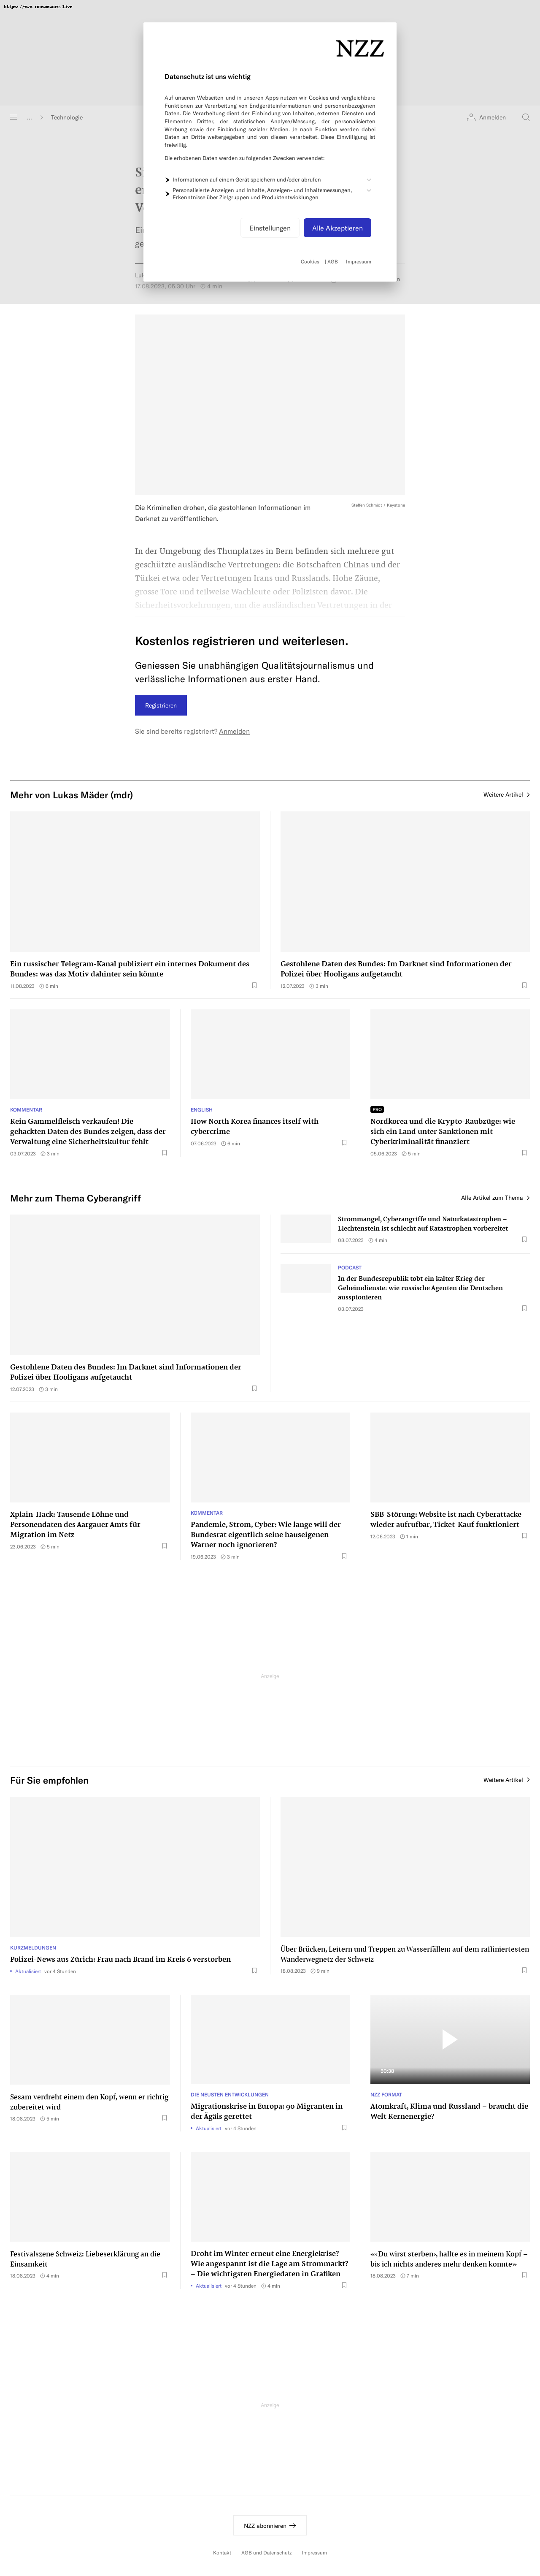 https://www.ransomware.live
NZZ
Datenschutz ist uns wichtig
Auf unseren Webseiten und in unseren Apps nutzen wir Cookies und vergleichbare
Funktionen zur Verarbeitung von Endgeräteinformationen und personenbezogenen
Daten. Die Verarbeitung dient der Einbindung von Inhalten, externen Diensten und
Elementen Dritter, der statistischen Analyse/Messung, der personalisierten
Werbung sowie der Einbindung sozialer Medien. Je nach Funktion werden dabei
Daten an Dritte weitergegeben und von diesen verarbeitet. Diese Einwilligung ist
freiwillig.
Die erhobenen Daten werden zu folgenden Zwecken verwendet:
Informationen auf einem Gerät speichern und/oder abrufen
Personalisierte Anzeigen und Inhalte, Anzeigen- und Inhaltsmessungen,
Erkenntnisse über Zielgruppen und Produktentwicklungen
Einstellungen
Alle Akzeptieren
Cookies | AGB | Impressum
... Technologie
Anmelden
17.08.2023, 05.30 Uhr 4 min
Die Kriminellen drohen, die gestohlenen Informationen im
Darknet zu veröffentlichen.
Steffen Schmidt / Keystone
In der Umgebung des Thunplatzes in Bern befinden sich mehrere gut
geschützte ausländische Vertretungen: die Botschaften Chinas und der
Türkei etwa oder Vertretungen Irans und Russlands. Hohe Zäune,
grosse Tore und teilweise Wachleute oder Polizisten davor. Die
Sicherheitsvorkehrungen, um die ausländischen Vertretungen in der
Kostenlos registrieren und weiterlesen.
Geniessen Sie unabhängigen Qualitätsjournalismus und
verlässliche Informationen aus erster Hand.
Registrieren
Sie sind bereits registriert? Anmelden
Mehr von Lukas Mäder (mdr)
Weitere Artikel
Ein russischer Telegram-Kanal publiziert ein internes Dokument des
Bundes: was das Motiv dahinter sein könnte
11.08.2023 6 min
Gestohlene Daten des Bundes: Im Darknet sind Informationen der
Polizei über Hooligans aufgetaucht
12.07.2023 3 min
KOMMENTAR
Kein Gammelfleisch verkaufen! Die
gehackten Daten des Bundes zeigen, dass der
Verwaltung eine Sicherheitskultur fehlt
03.07.2023 3 min
ENGLISH
How North Korea finances itself with
cybercrime
07.06.2023 6 min
PRO
Nordkorea und die Krypto-Raubzüge: wie
sich ein Land unter Sanktionen mit
Cyberkriminalität finanziert
05.06.2023 5 min
Mehr zum Thema Cyberangriff
Alle Artikel zum Thema
Gestohlene Daten des Bundes: Im Darknet sind Informationen der
Polizei über Hooligans aufgetaucht
12.07.2023 3 min
Strommangel, Cyberangriffe und Naturkatastrophen –
Liechtenstein ist schlecht auf Katastrophen vorbereitet
08.07.2023 4 min
PODCAST
In der Bundesrepublik tobt ein kalter Krieg der
Geheimdienste: wie russische Agenten die Deutschen
ausspionieren
03.07.2023
Xplain-Hack: Tausende Löhne und
Personendaten des Aargauer Amts für
Migration im Netz
23.06.2023 5 min
KOMMENTAR
Pandemie, Strom, Cyber: Wie lange will der
Bundesrat eigentlich seine hauseigenen
Warner noch ignorieren?
19.06.2023 3 min
SBB-Störung: Website ist nach Cyberattacke
wieder aufrufbar, Ticket-Kauf funktioniert
12.06.2023 1 min
Anzeige
Für Sie empfohlen
Weitere Artikel
KURZMELDUNGEN
Polizei-News aus Zürich: Frau nach Brand im Kreis 6 verstorben
Aktualisiert vor 4 Stunden
Über Brücken, Leitern und Treppen zu Wasserfällen: auf dem raffiniertesten
Wanderwegnetz der Schweiz
18.08.2023 9 min
Sesam verdreht einem den Kopf, wenn er richtig
zubereitet wird
18.08.2023 5 min
DIE NEUSTEN ENTWICKLUNGEN
Migrationskrise in Europa: 90 Migranten in
der Ägäis gerettet
Aktualisiert vor 4 Stunden
NZZ FORMAT
Atomkraft, Klima und Russland – braucht die
Welt Kernenergie?
Festivalszene Schweiz: Liebeserklärung an die
Einsamkeit
18.08.2023 4 min
Droht im Winter erneut eine Energiekrise?
Wie angespannt ist die Lage am Strommarkt?
– Die wichtigsten Energiedaten in Grafiken
Aktualisiert vor 4 Stunden 4 min
«‹Du wirst sterben›, hallte es in meinem Kopf –
bis ich nichts anderes mehr denken konnte»
18.08.2023 7 min
Anzeige
NZZ abonnieren
Kontakt AGB und Datenschutz Impressum